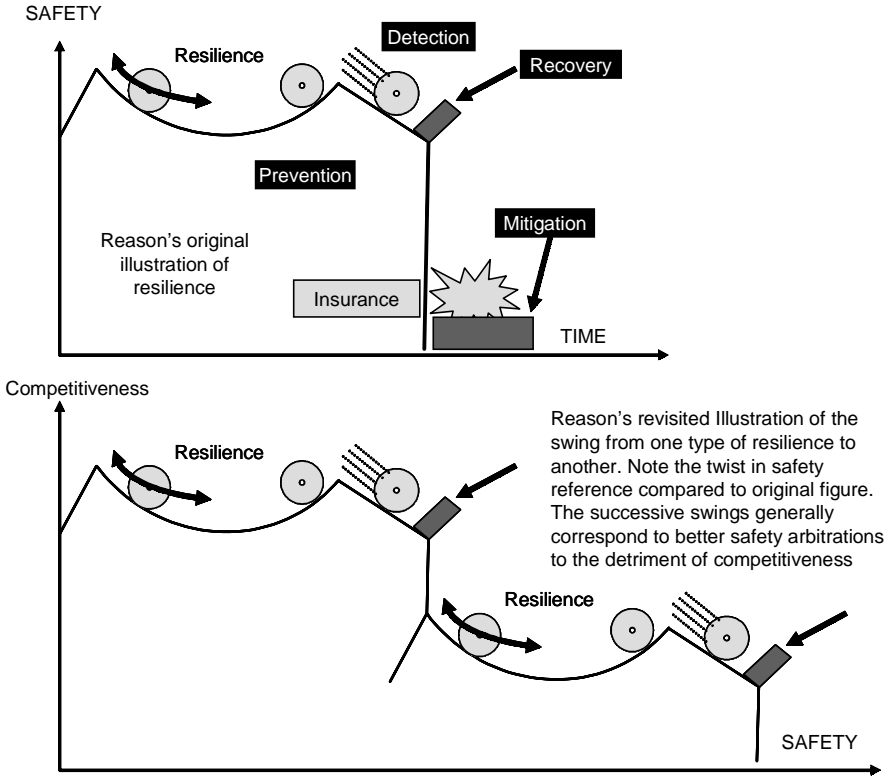 SAFETY
Resilience
Detection
Recovery
Prevention
Mitigation
Reason's original
illustration of
resilience
Insurance
TIME
Competitiveness
Resilience
Reason's revisited Illustration of the
swing from one type of resilience to
another. Note the twist in safety
reference compared to original figure.
The successive swings generally
correspond to better safety arbitrations
to the detriment of competitiveness
Resilience
SAFETY